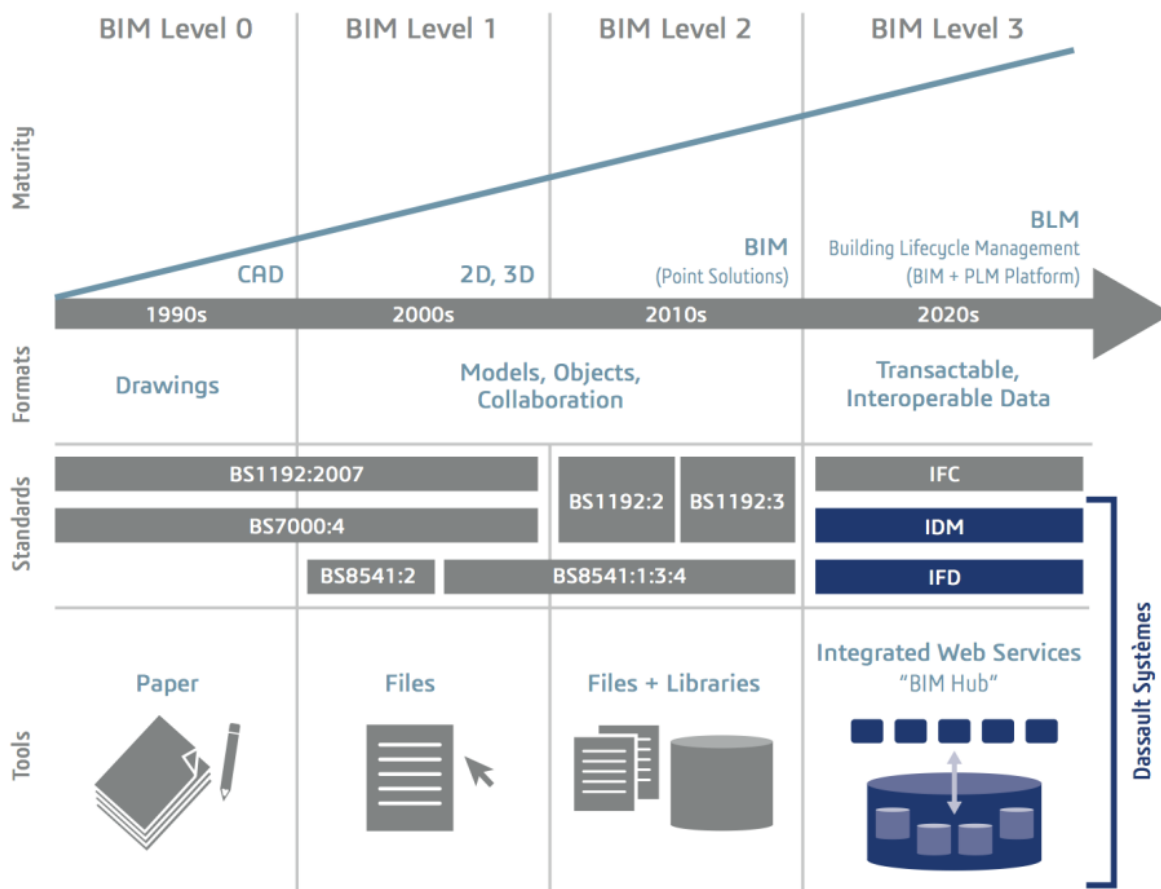 BIM Level 0
BIM Level 1
BIM Level 2
BIM Level 3
Maturity
CAD
2D, 3D
BIM
(Point Solutions)
BLM
Building Lifecycle Management
(BIM + PLM Platform)
1990s
2000s
2010s
2020s
Formats
Drawings
Models, Objects,
Collaboration
Transactable,
Interoperable Data
Standards
BS1192:2007
BS1192:2
BS1192:3
IFC
BS7000:4
IDM
BS8541:2
BS8541:1:3:4
IFD
Dassault Systèmes
Tools
Paper
Files
Files + Libraries
Integrated Web Services
“BIM Hub”